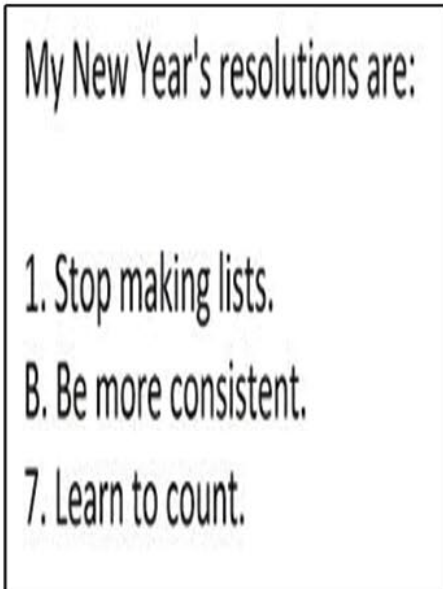 My New Year's resolutions are:
1. Stop making lists.
B. Be more consistent.
7. Learn to count.